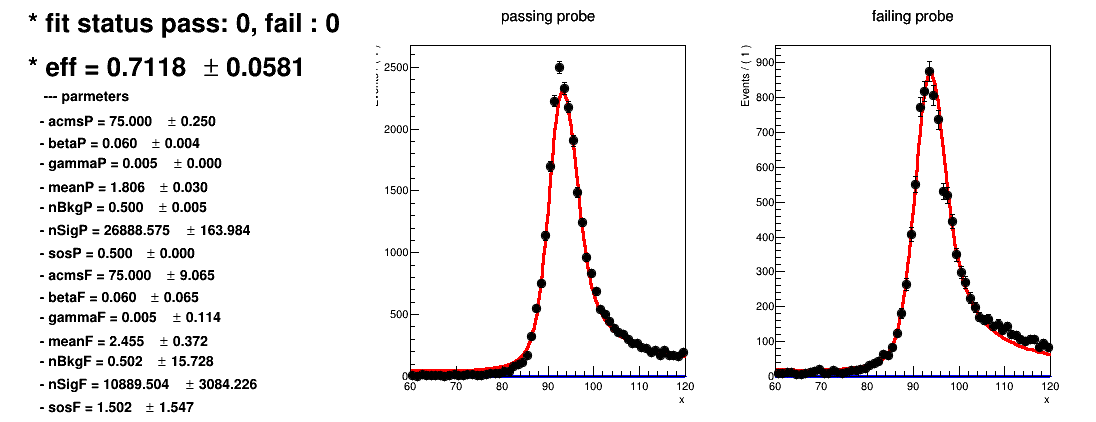 * fit status pass: 0, fail : 0
* eff = 0.7118 ± 0.0581
--- parmeters
- acmsP = 75.000 ± 0.250
- betaP = 0.060 ± 0.004
- gammaP = 0.005 ± 0.000
- meanP = 1.806 ± 0.030
- nBkgP = 0.500 ± 0.005
- nSigP = 26888.575 ± 163.984
- sosP = 0.500 ± 0.000
- acmsF = 75.000 ± 9.065
- betaF = 0.060 ± 0.065
- gammaF = 0.005 ± 0.114
- meanF = 2.455 ± 0.372
- nBkgF = 0.502 ± 15.728
- nSigF = 10889.504 ± 3084.226
- sosF = 1.502 ± 1.547
passing probe
2500
2000
1500
1000
500
0
60 70 80 90 100 110 120
x
failing probe
Events / ( 1 )
900
800
700
600
500
400
300
200
100
0
60 70 80 90 100 110 120
x